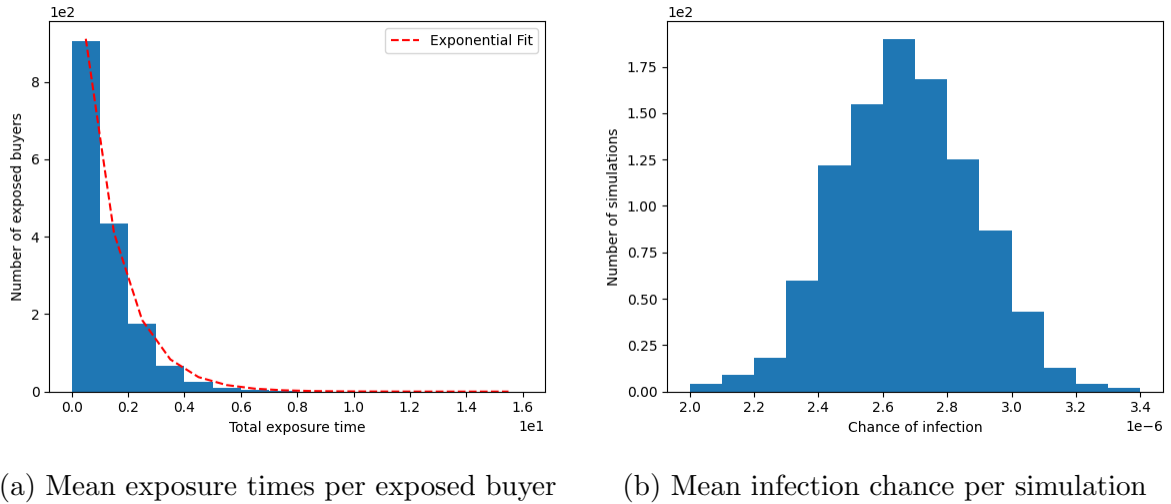 1e2
Exponential Fit
8
6
4
2
0
Number of exposed buyers
0.0 0.2 0.4 0.6 0.8 1.0 1.2 1.4 1.6
Total exposure time
1e1
(a) Mean exposure times per exposed buyer
1e2
1.75
1.50
1.25
1.00
0.75
0.50
0.25
0.00
Number of simulations
2.0 2.2 2.4 2.6 2.8 3.0 3.2 3.4
Chance of infection
1e−6
(b) Mean infection chance per simulation